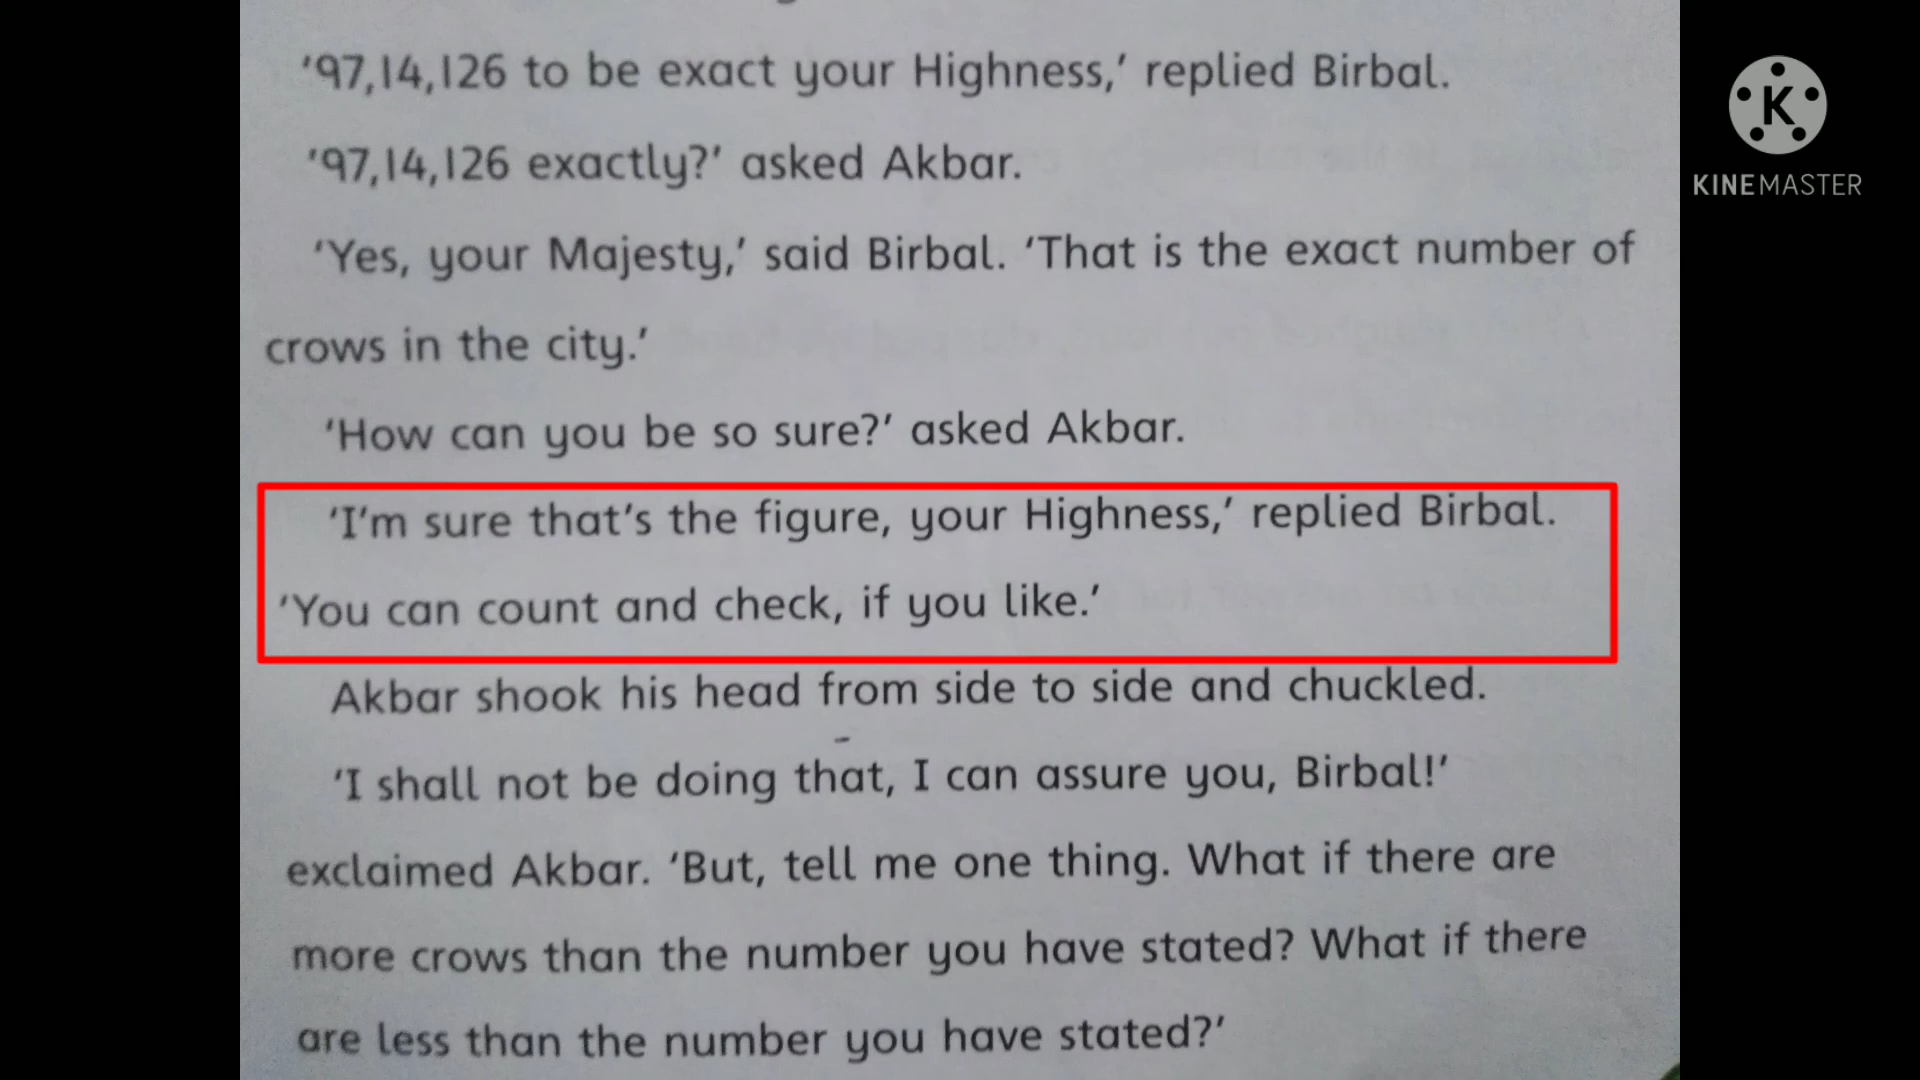 '97,14,126 to be exact your Highness,' replied Birbal.
'97,14,126 exactly?' asked Akbar.
'Yes, your Majesty,' said Birbal. 'That is the exact number of
crows in the city.'
'How can you be so sure?' asked Akbar.
'I'm sure that's the figure, your Highness,' replied Birbal.
'You can count and check, if you like.'
Akbar shook his head from side to side and chuckled.
'I shall not be doing that, I can assure you, Birbal!'
exclaimed Akbar. 'But, tell me one thing. What if there are
more crows than the number you have stated? What if there
are less than the number you have stated?'
K
KINEMASTER